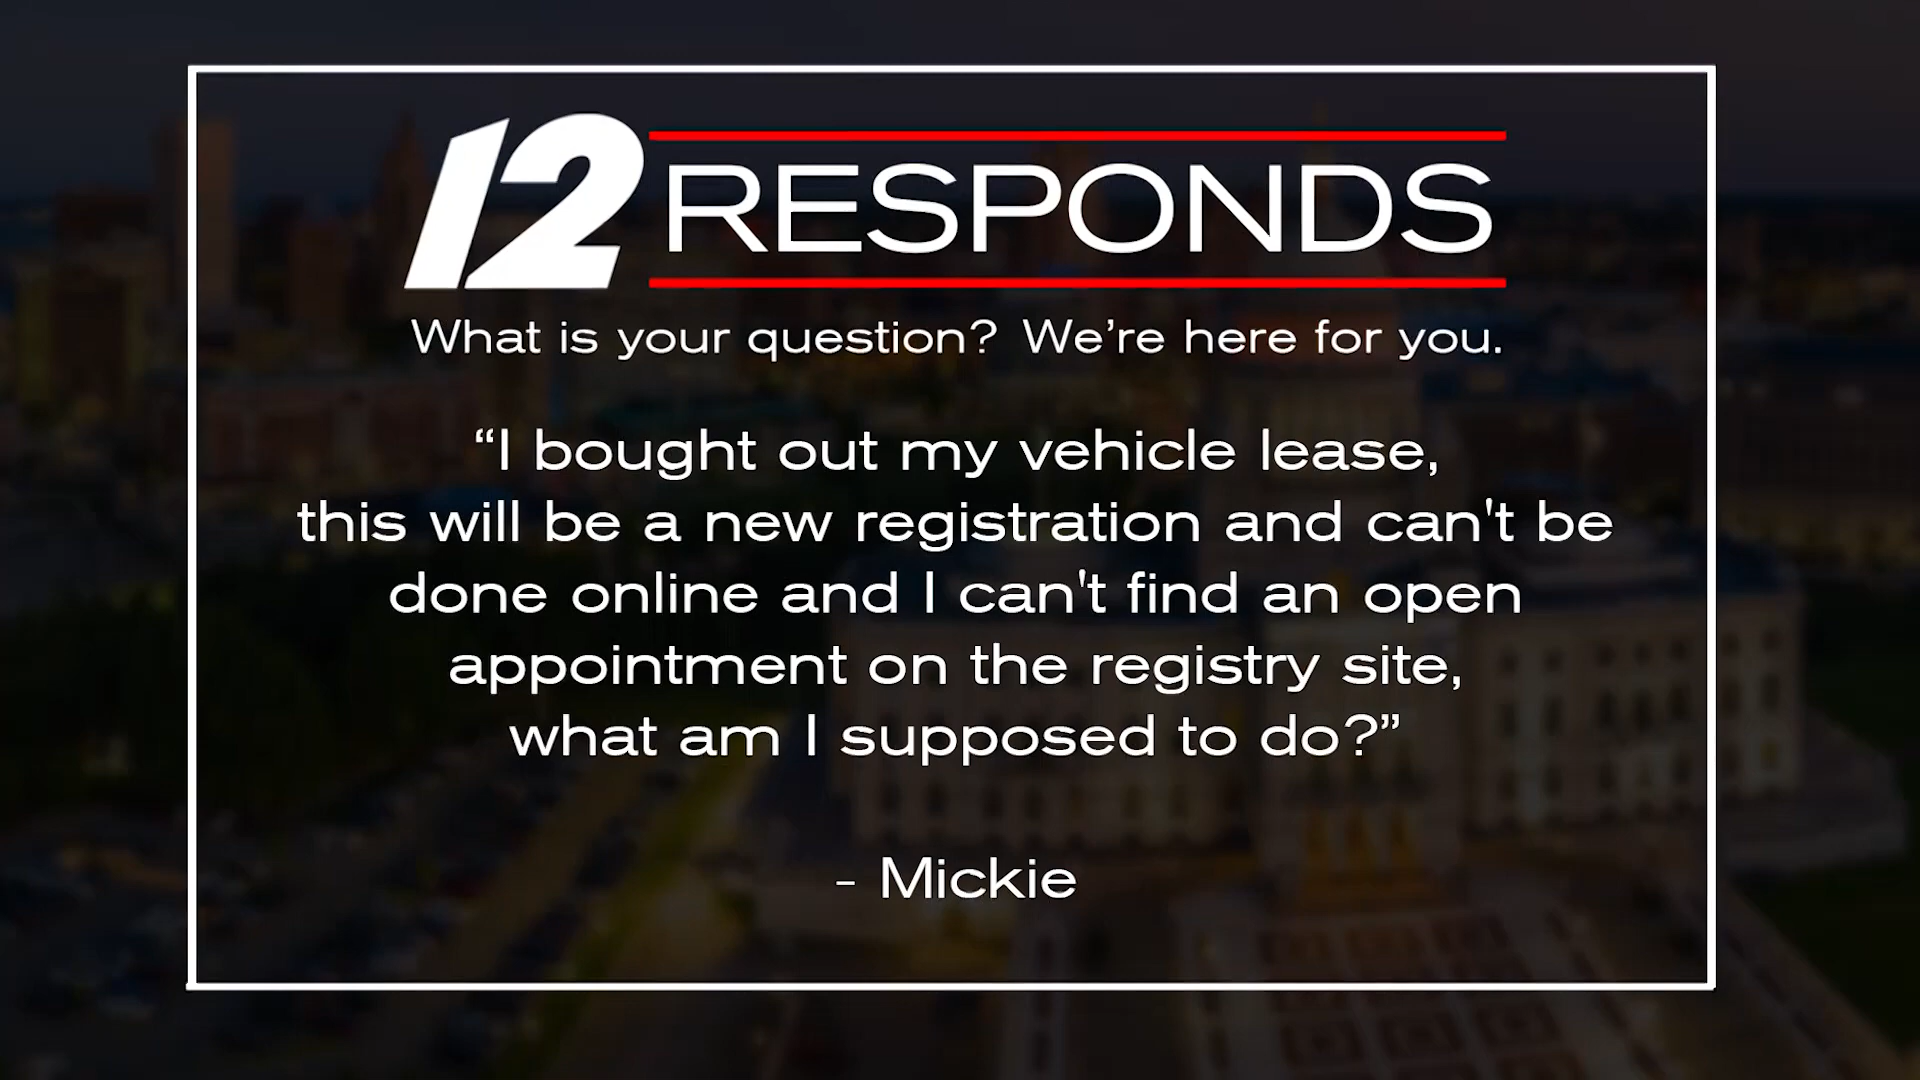 12 RESPONDS
What is your question? We’re here for you.
“I bought out my vehicle lease,
this will be a new registration and can't be
done online and I can't find an open
appointment on the registry site,
what am I supposed to do?”
- Mickie